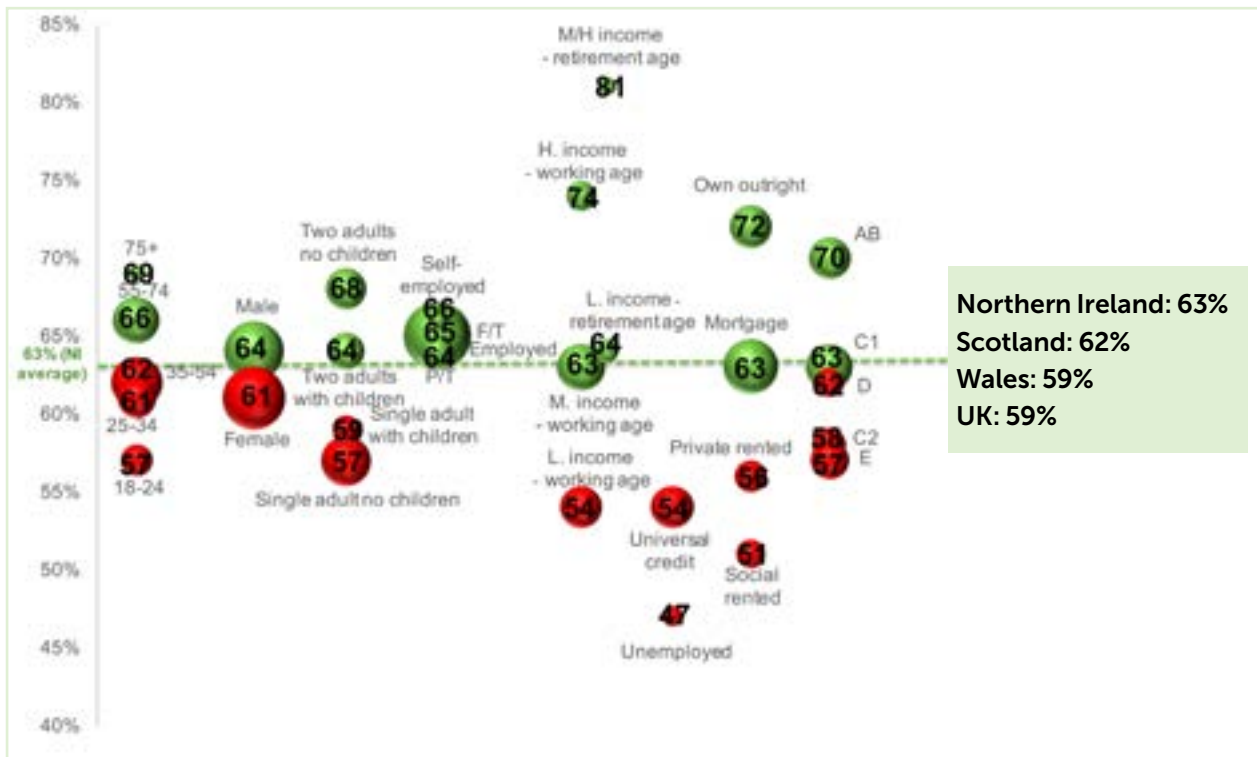 85%
80%
75%
70%
65%
63% (NI
average)
60%
55%
50%
45%
40%
75+
69
55-74
66
62
35-54
61
25-34
57
18-24
Male
64
61
Female
Two adults
no children
68
64
Two adults
with children
59
Single adult
with children
57
Single adult no children
Self-
employed
66
65
F/T
Employed
64
P/T
M/H income
- retirement age
81
H. income
- working age
74
L. income -
retirement age
64
63
M. income
- working age
L. income
- working age
54
54
Universal
credit
47
Unemployed
Own outright
72
Mortgage
63
Private rented
56
51
Social
rented
AB
70
C1
63
62
D
58
C2
57
E
Northern Ireland: 63%
Scotland: 62%
Wales: 59%
UK: 59%